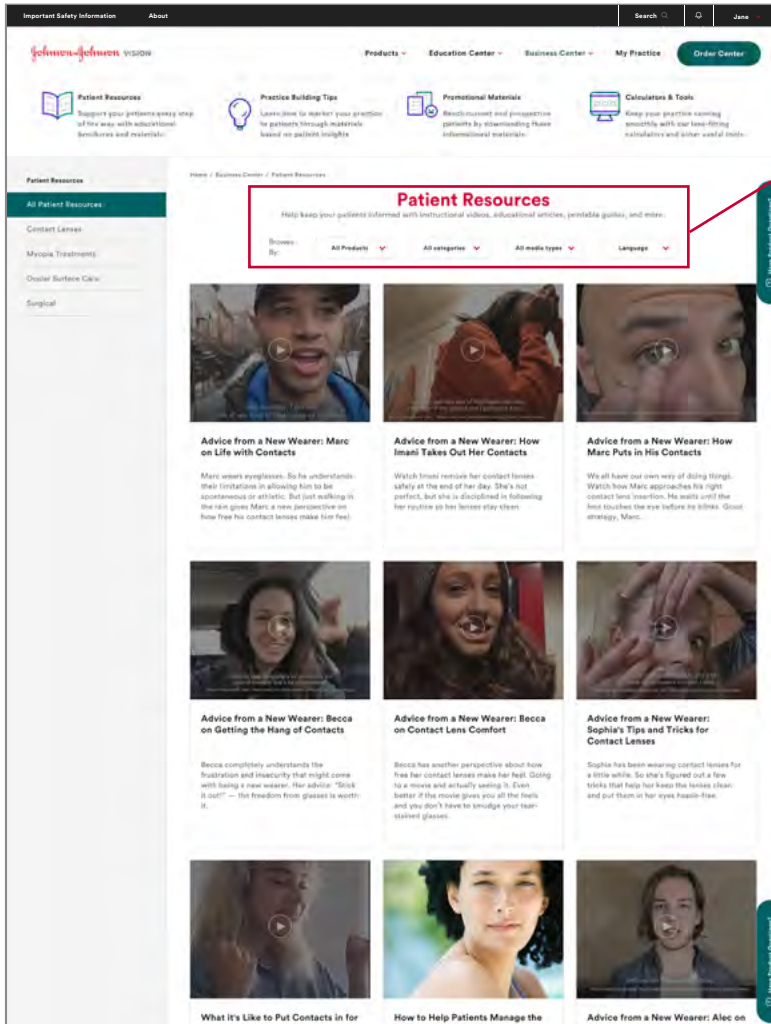 Important Safety Information About Search Jane
Johnson & Johnson VISION
Products Education Center Business Center My Practice Order Center
Patient Resources
Support your patients every step
of the way with educational
brochures and materials.
Practice Building Tips
Learn how to market your practice
to patients through materials
based on patient insights
Promotional Materials
Reach current and prospective
patients by downloading these
informational materials.
Calculators & Tools
Keep your practice running
smoothly with our lens-fitting
calculators and other useful tools.
Patient Resources
All Patient Resources
Contact Lenses
Myopia Treatments
Ocular Surface Care
Surgical
Home / Business Center / Patient Resources
Patient Resources
Help keep your patients informed with instructional videos, educational articles, printable guides, and more.
Browse
By:
All Products All categories All media types Language
Advice from a New Wearer: Marc
on Life with Contacts
Marc wears eyeglasses. So he understands
their limitations in allowing him to be
spontaneous or athletic. But just walking in
the rain gives Marc a new perspective on
how free his contact lenses make him feel.
Advice from a New Wearer: How
Imani Takes Out Her Contacts
Watch Imani remove her contact lenses
safely at the end of her day. She's not
perfect, but she is disciplined in following
her routine so her lenses stay clean.
Advice from a New Wearer: How
Marc Puts in His Contacts
We all have our own way of doing things.
Watch how Marc approaches his right
contact lens insertion. He waits until the
lens touches the eye before he blinks. Good
strategy, Marc.
Advice from a New Wearer: Becca
on Getting the Hang of Contacts
Becca completely understands the
frustration and insecurity that might come
with being a new wearer. Her advice: "Stick
it out!" — the freedom from glasses is worth
it.
Advice from a New Wearer: Becca
on Contact Lens Comfort
Becca has another perspective about how
free her contact lenses make her feel. Going
to a movie and actually seeing it. Even
better if the movie gives you all the feels
and you don't have to smudge your tear-
stained glasses.
Advice from a New Wearer:
Sophia's Tips and Tricks for
Contact Lenses
Sophia has been wearing contact lenses for
a little while. So she's figured out a few
tricks that help her keep the lenses clean
and put them in her eyes hassle-free.
What it's Like to Put Contacts in for
How to Help Patients Manage the
Advice from a New Wearer: Alec on
Have Product Questions?
Have Product Questions?